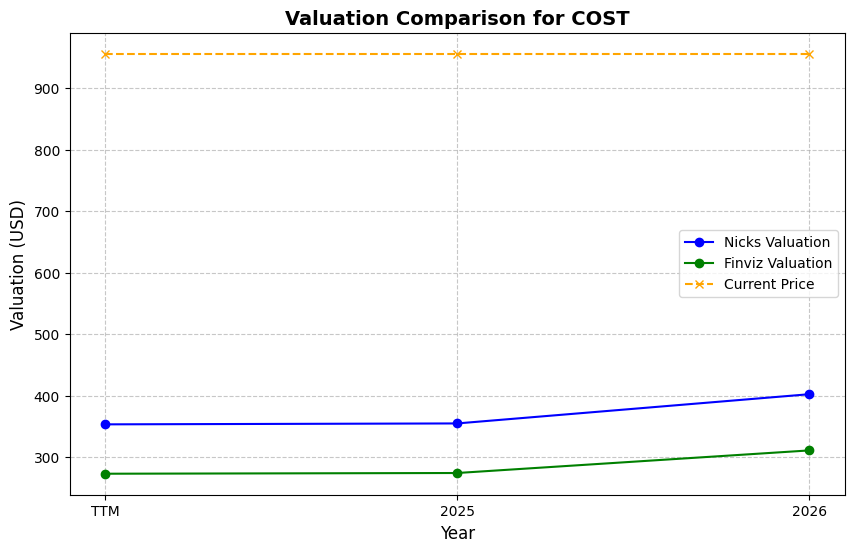 Valuation Comparison for COST
Valuation (USD)
900
800
700
600
500
400
300
Nicks Valuation
Finviz Valuation
Current Price
TTM
2025
2026
Year